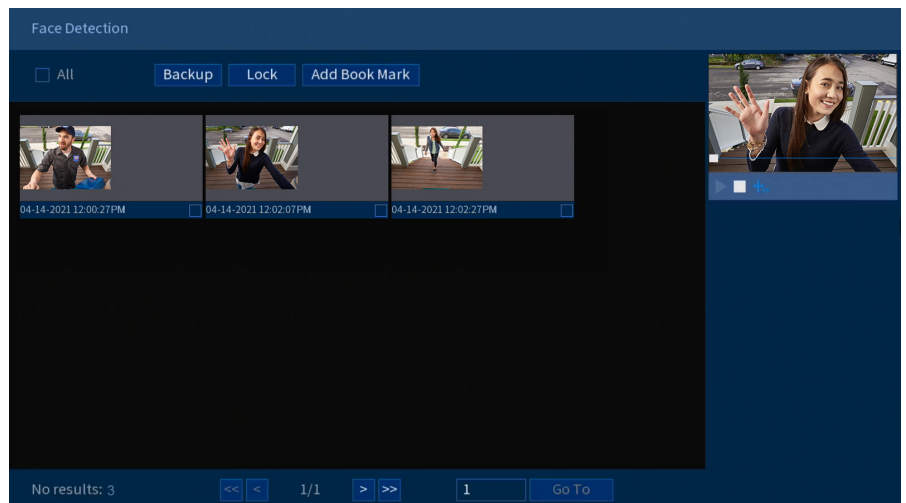 Face Detection
All
Backup
Lock
Add Book Mark
04-14-2021 12:00:27PM
04-14-2021 12:02:07PM
04-14-2021 12:02:27PM
No results: 3
<<
<
1/1
>
>>
1
Go To